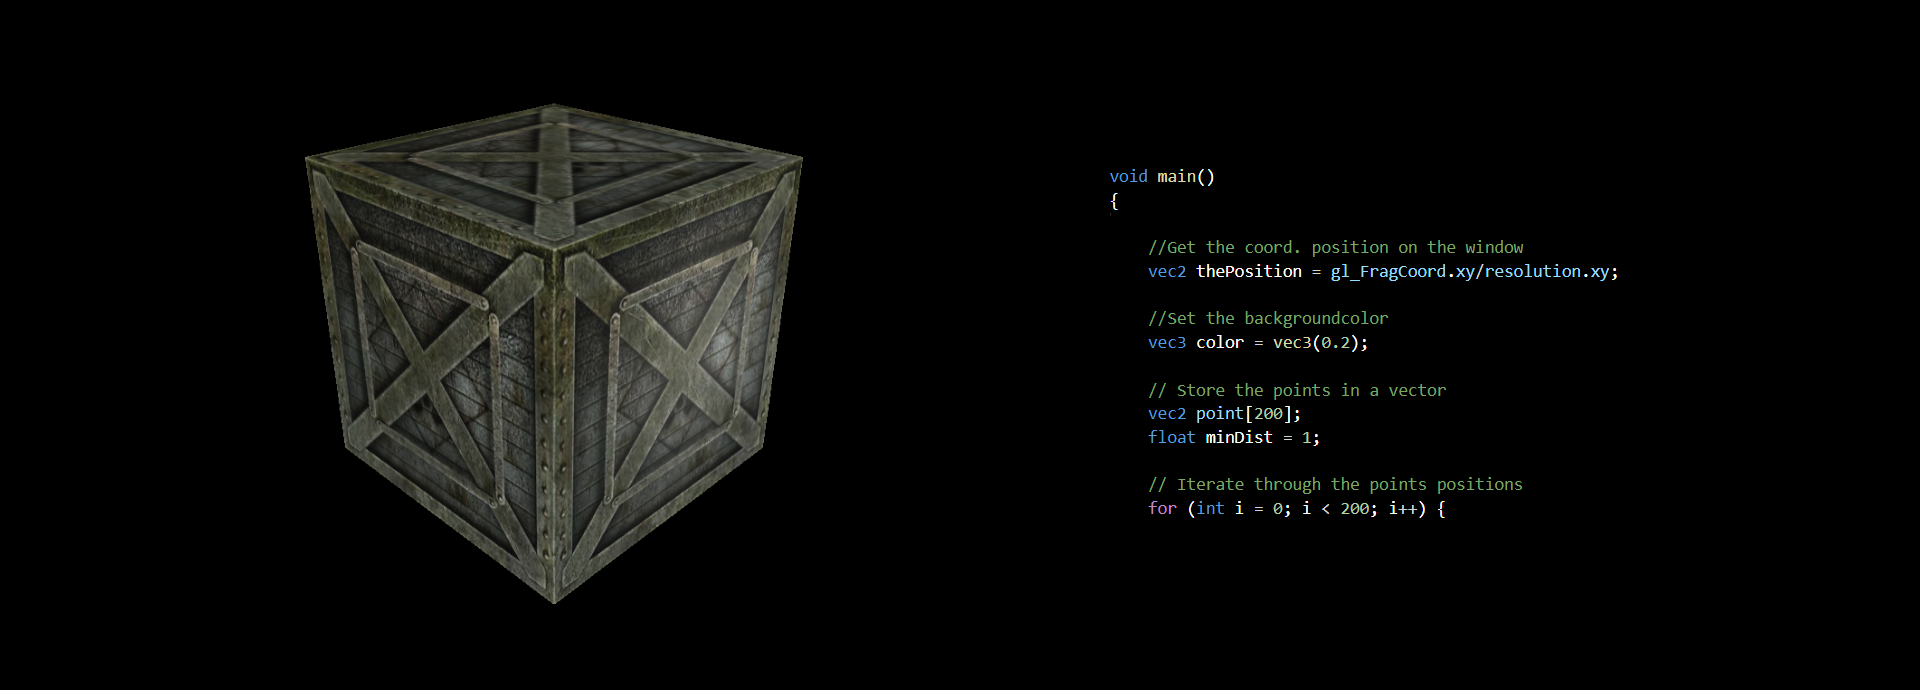 void main()
{
//Get the coord. position on the window
vec2 thePosition = gl_FragCoord.xy/resolution.xy;
//Set the backgroundcolor
vec3 color = vec3(0.2);
// Store the points in a vector
vec2 point[200];
float minDist = 1;
// Iterate through the points positions
for (int i = 0; i < 200; i++) {